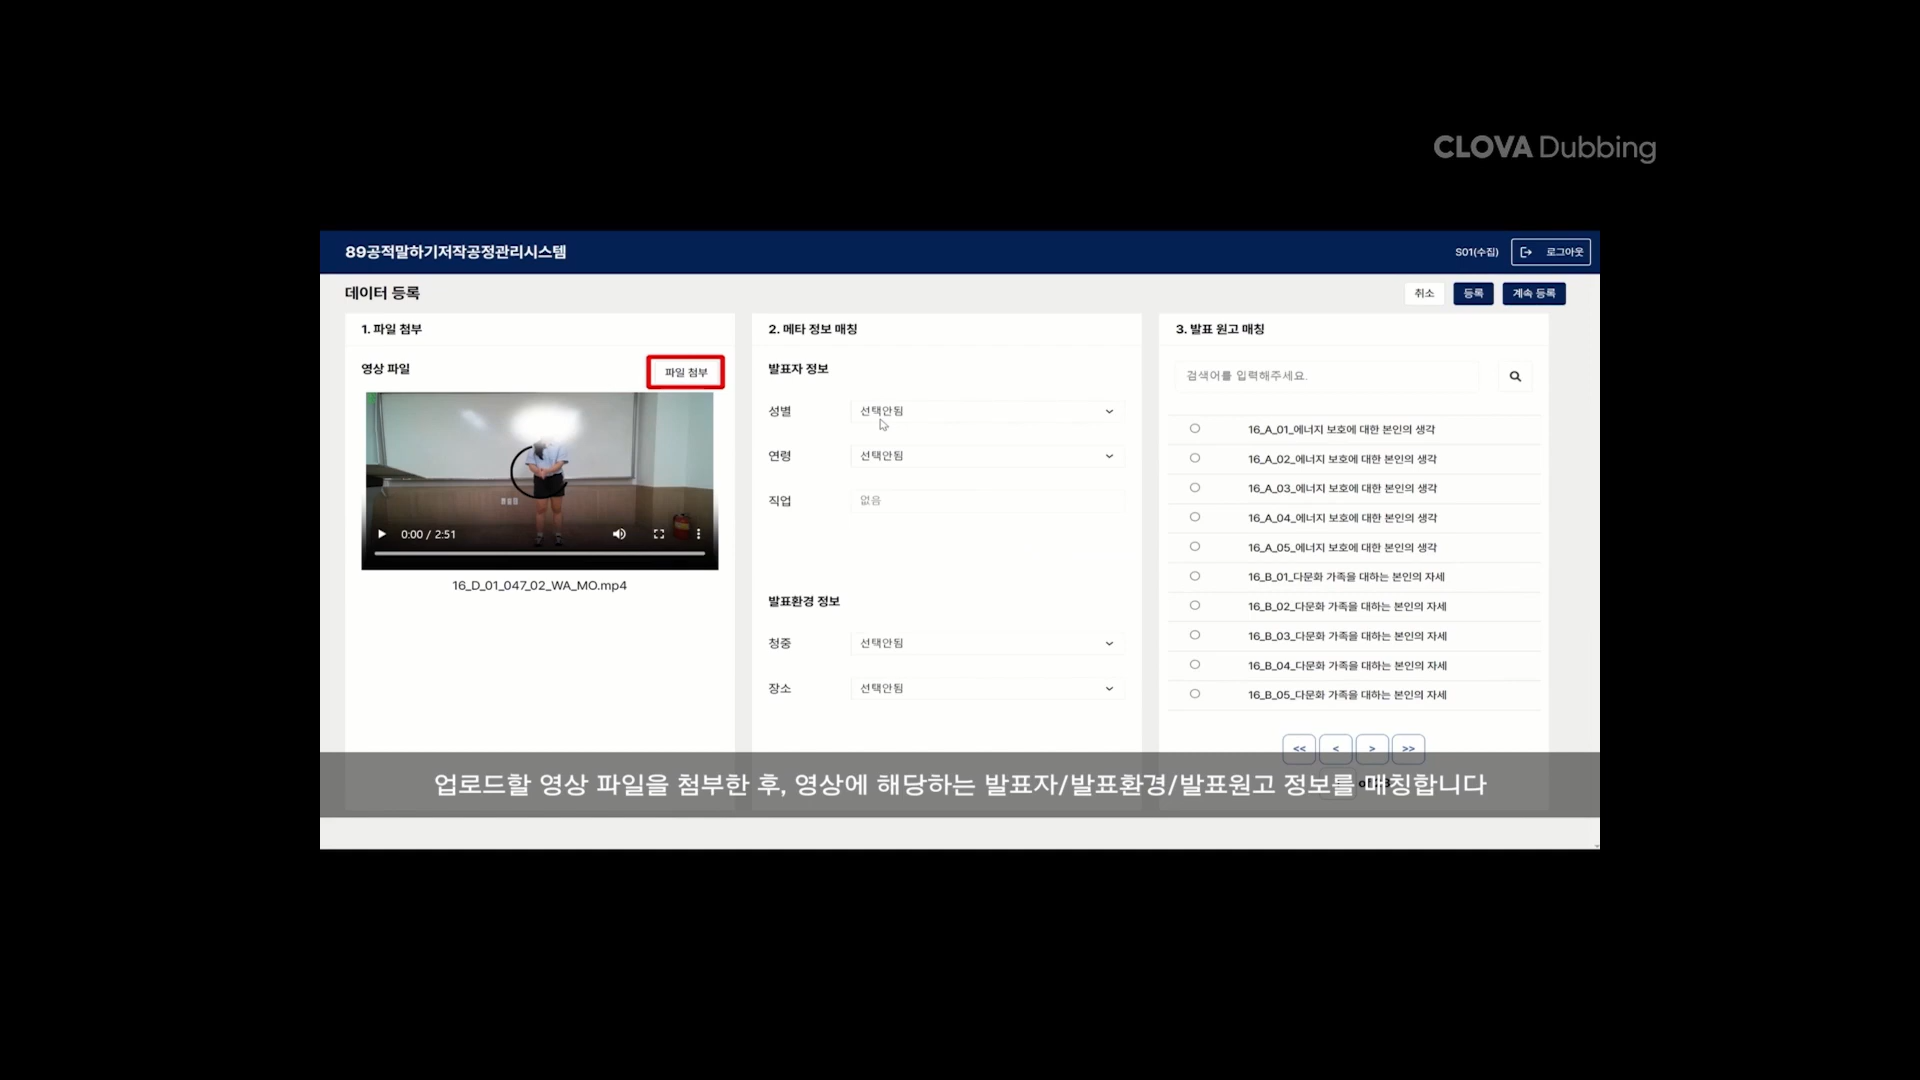 CLOVA Dubbing
89공적말하기저작공정관리시스템
S01(수집)
로그아웃
데이터 등록
취소
등록
계속 등록
1. 파일 첨부
영상 파일
파일 첨부
0:00 / 2:51
16_D_01_047_02_WA_MO.mp4
2. 메타 정보 매칭
발표자 정보
성별
선택안됨
연령
선택안됨
직업
없음
발표환경 정보
청중
선택안됨
장소
선택안됨
3. 발표 원고 매칭
검색어를 입력해주세요.
16_A_01_에너지 보호에 대한 본인의 생각
16_A_02_에너지 보호에 대한 본인의 생각
16_A_03_에너지 보호에 대한 본인의 생각
16_A_04_에너지 보호에 대한 본인의 생각
16_A_05_에너지 보호에 대한 본인의 생각
16_B_01_다문화 가족을 대하는 본인의 자세
16_B_02_다문화 가족을 대하는 본인의 자세
16_B_03_다문화 가족을 대하는 본인의 자세
16_B_04_다문화 가족을 대하는 본인의 자세
16_B_05_다문화 가족을 대하는 본인의 자세
<< < > >>
업로드할 영상 파일을 첨부한 후, 영상에 해당하는 발표자/발표환경/발표원고 정보를 매칭합니다